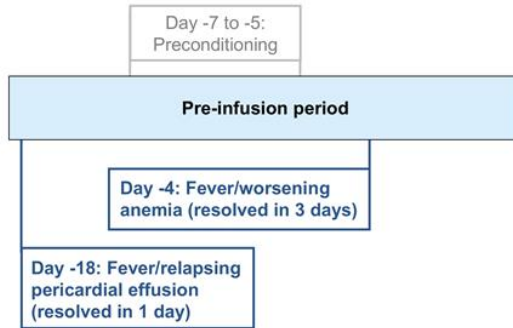 Day -7 to -5:
Preconditioning
Pre-infusion period
Day -4: Fever/worsening
anemia (resolved in 3 days)
Day -18: Fever/relapsing
pericardial effusion
(resolved in 1 day)